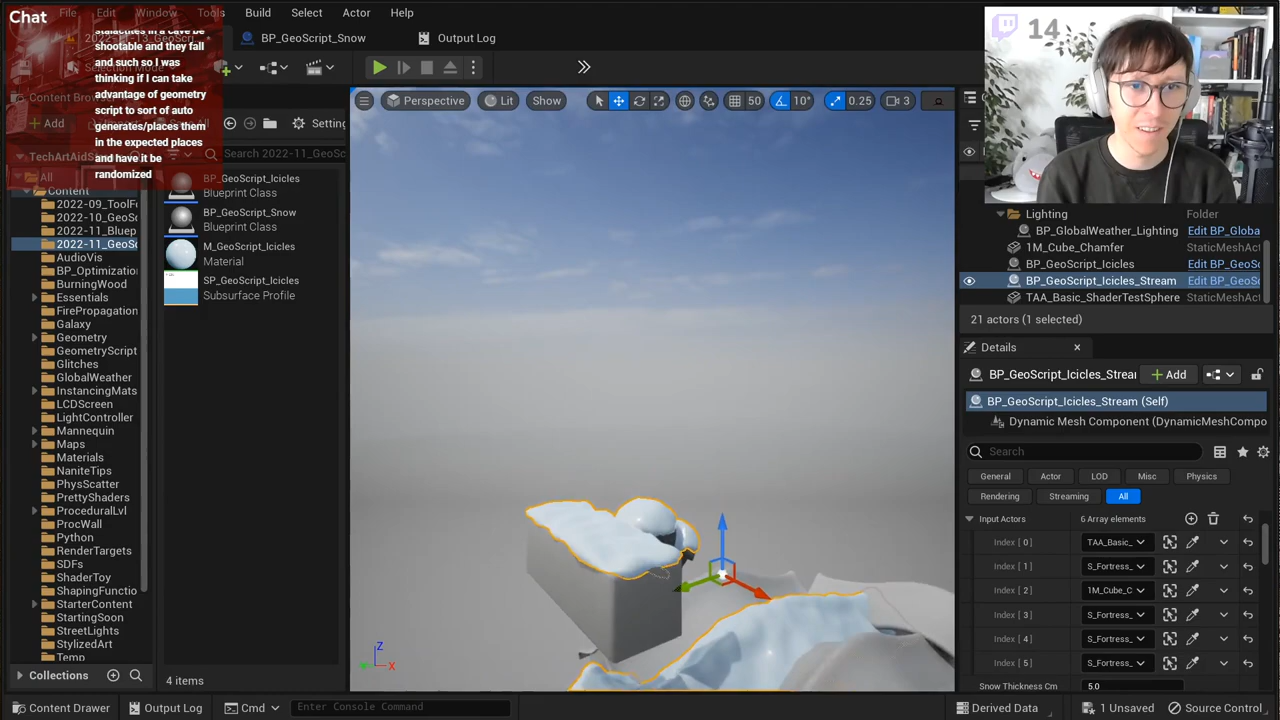 Chat
File
Edit
Window
Tools
Build
Select
Actor
Help
stalactites in a cave be
shootable and they fall
and such so I was
thinking if I can take
advantage of geometry
script to sort of auto
generates/places them
in the expected places
and have it be
randomized
BP_GeoScript_Snow
Output Log
14
Content Browser
Add
Settin
Perspective
Lit
Show
50
10°
0.25
3
TechArtAid
Search 2022-11_GeoSc
All
Content
2022-09_ToolF
2022-10_GeoS
2022-11_Bluep
2022-11_GeoSc
AudioVis
BP_Optimizatio
BurningWood
Essentials
FirePropagation
Galaxy
Geometry
GeometryScript
Glitches
GlobalWeather
InstancingMats
LCDScreen
LightController
Mannequin
Maps
Materials
NaniteTips
PhysScatter
PrettyShaders
ProceduralLvl
ProcWall
Python
RenderTargets
SDFs
ShaderToy
ShapingFunctio
StarterContent
StartingSoon
StreetLights
StylizedArt
Temp
BP_GeoScript_Icicles
Blueprint Class
BP_GeoScript_Snow
Blueprint Class
M_GeoScript_Icicles
Material
SP_GeoScript_Icicles
Subsurface Profile
Collections
4 items
Z
X
Lighting
Folder
BP_GlobalWeather_Lighting
Edit BP_Globa
1M_Cube_Chamfer
StaticMeshAct
BP_GeoScript_Icicles
Edit BP_GeoSc
BP_GeoScript_Icicles_Stream
Edit BP_GeoSc
TAA_Basic_ShaderTestSphere
StaticMeshAct
21 actors (1 selected)
Details
BP_GeoScript_Icicles_Strear
Add
BP_GeoScript_Icicles_Stream (Self)
Dynamic Mesh Component (DynamicMeshCompo
Search
General
Actor
LOD
Misc
Physics
Rendering
Streaming
All
Input Actors
6 Array elements
Index [ 0 ]
TAA_Basic_
Index [ 1 ]
S_Fortress_
Index [ 2 ]
1M_Cube_C
Index [ 3 ]
S_Fortress_
Index [ 4 ]
S_Fortress_
Index [ 5 ]
S_Fortress_
Snow Thickness Cm
5.0
Content Drawer
Output Log
Cmd
Enter Console Command
Derived Data
1 Unsaved
Source Control